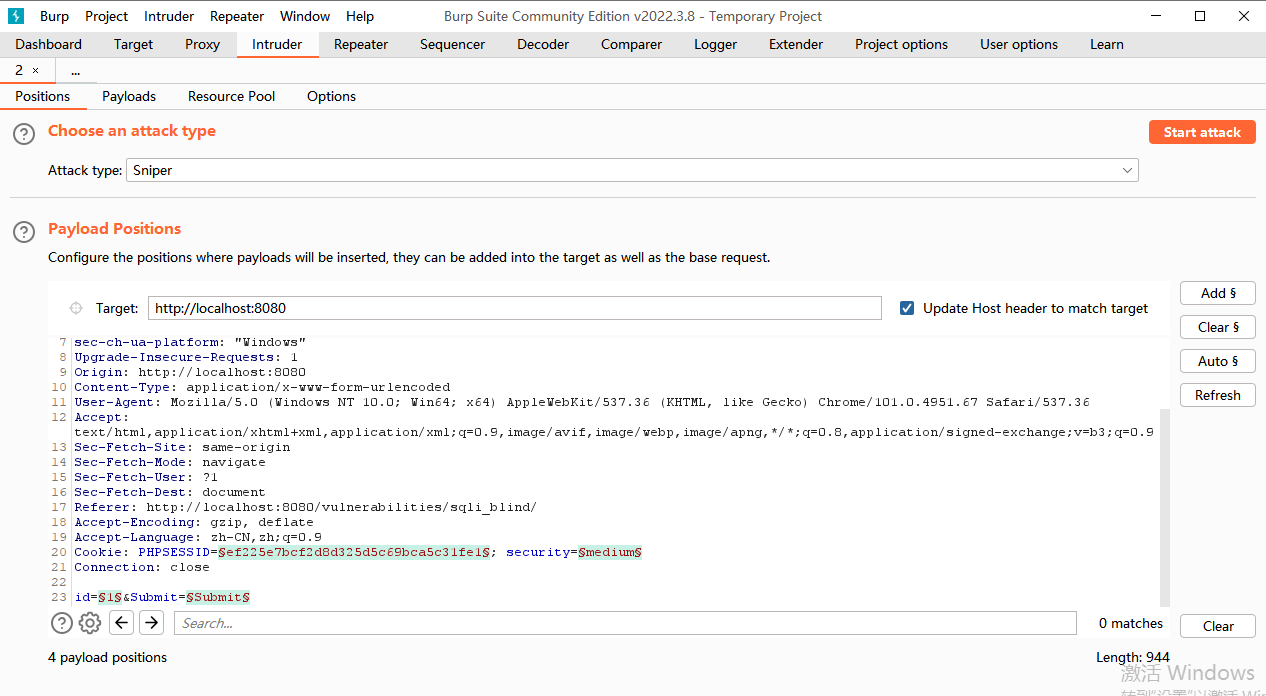 Burp Project Intruder Repeater Window Help Burp Suite Community Edition v2022.3.8 - Temporary Project
Dashboard Target Proxy Intruder Repeater Sequencer Decoder Comparer Logger Extender Project options User options Learn
2 × ...
Positions Payloads Resource Pool Options
? Choose an attack type Start attack
Attack type: Sniper
? Payload Positions
Configure the positions where payloads will be inserted, they can be added into the target as well as the base request.
Add §
Target: http://localhost:8080 Update Host header to match target
Clear §
Auto §
Refresh
7 sec-ch-ua-platform: "Windows"
8 Upgrade-Insecure-Requests: 1
9 Origin: http://localhost:8080
10 Content-Type: application/x-www-form-urlencoded
11 User-Agent: Mozilla/5.0 (Windows NT 10.0; Win64; x64) AppleWebKit/537.36 (KHTML, like Gecko) Chrome/101.0.4951.67 Safari/537.36
12 Accept:
text/html,application/xhtml+xml,application/xml;q=0.9,image/avif,image/webp,image/apng,*/*;q=0.8,application/signed-exchange;v=b3;q=0.9
13 Sec-Fetch-Site: same-origin
14 Sec-Fetch-Mode: navigate
15 Sec-Fetch-User: ?1
16 Sec-Fetch-Dest: document
17 Referer: http://localhost:8080/vulnerabilities/sqli_blind/
18 Accept-Encoding: gzip, deflate
19 Accept-Language: zh-CN,zh;q=0.9
20 Cookie: PHPSESSID=§ef225e7bcf2d8d325d5c69bca5c31fe1§; security=§medium§
21 Connection: close
22
23 id=§1§&Submit=§Submit§
? Search... 0 matches Clear
4 payload positions Length: 944
激活 Windows
转到"设置"以激活 Win